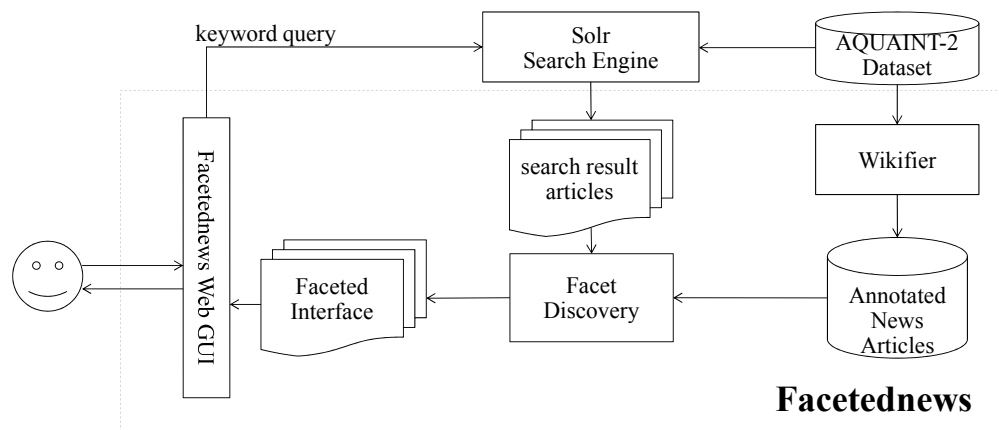 keyword query
Solr
Search Engine
AQUAINT-2
Dataset
Facetednews Web GUI
search result
articles
Wikifier
Faceted
Interface
Facet
Discovery
Annotated
News
Articles
Facetednews